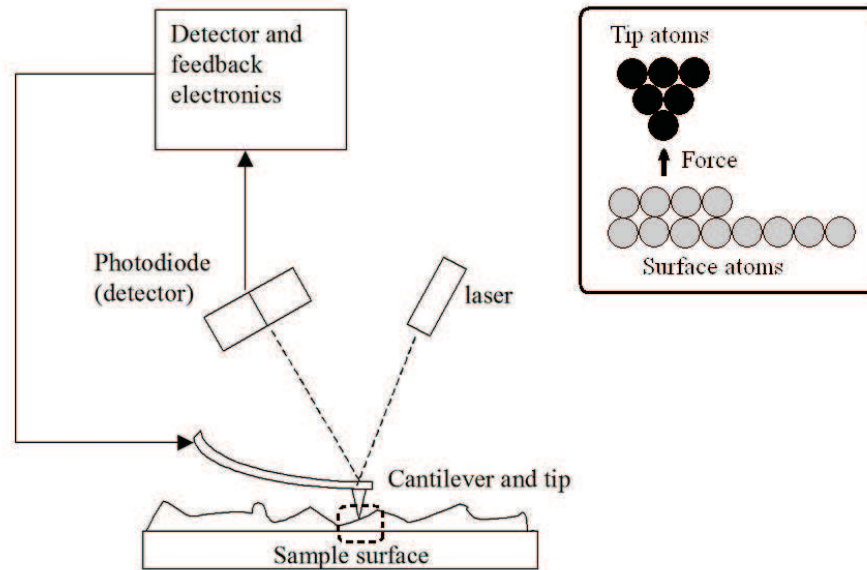 Detector and
feedback
electronics
Photodiode
(detector)
laser
Cantilever and tip
Sample surface
Tip atoms
Force
Surface atoms